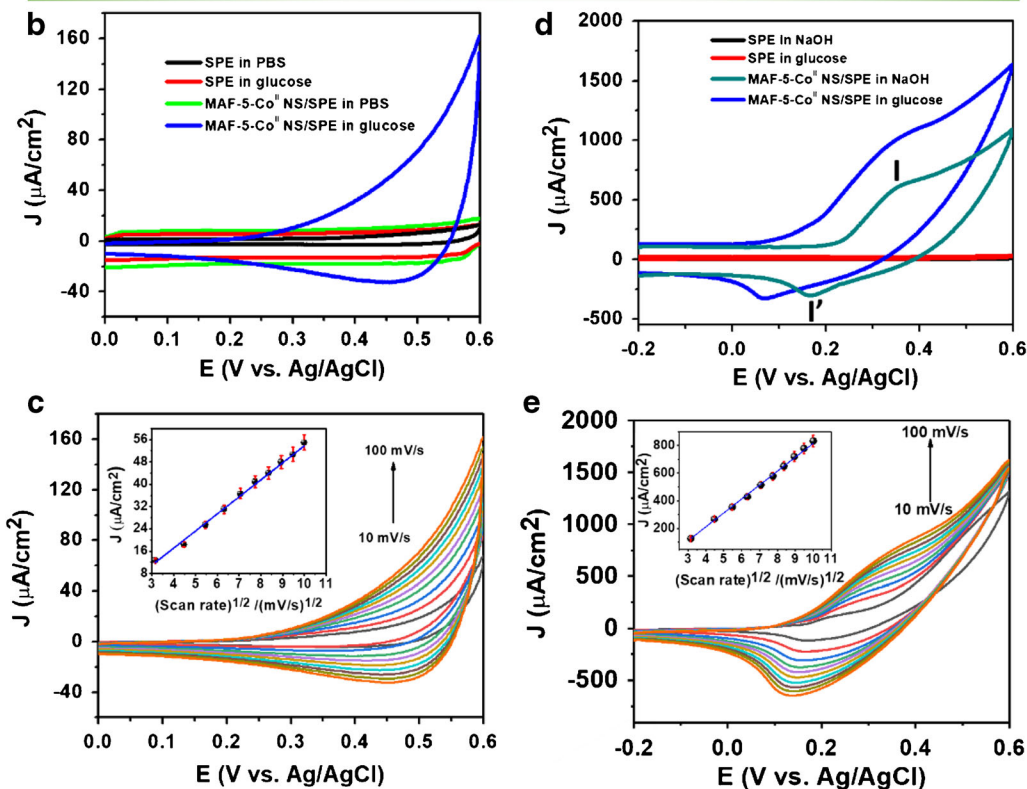 b
160
120
80
40
0
-40
J (µA/cm²)
SPE in PBS
SPE in glucose
MAF-5-Coᴵᴵ NS/SPE in PBS
MAF-5-Coᴵᴵ NS/SPE in glucose
0.0 0.1 0.2 0.3 0.4 0.5 0.6
E (V vs. Ag/AgCl)
d
2000
1500
1000
500
0
-500
J (µA/cm²)
SPE In NaOH
SPE in glucose
MAF-5-Coᴵᴵ NS/SPE in NaOH
MAF-5-Coᴵᴵ NS/SPE In glucose
I
I’
-0.2 0.0 0.2 0.4 0.6
E (V vs. Ag/AgCl)
c
160
120
80
40
0
-40
J (µA/cm²)
56
48
40
32
24
16
8
J (µA/cm²)
3 4 5 6 7 8 9 10 11
(Scan rate)¹/² /(mV/s)¹/²
100 mV/s
10 mV/s
0.0 0.1 0.2 0.3 0.4 0.5 0.6
E (V vs. Ag/AgCl)
e
2000
1500
1000
500
0
-500
J (µA/cm²)
800
600
400
200
J (µA/cm²)
3 4 5 6 7 8 9 10 11
(Scan rate)¹/² /(mV/s)¹/²
100 mV/s
10 mV/s
-0.2 0.0 0.2 0.4 0.6
E (V vs. Ag/AgCl)